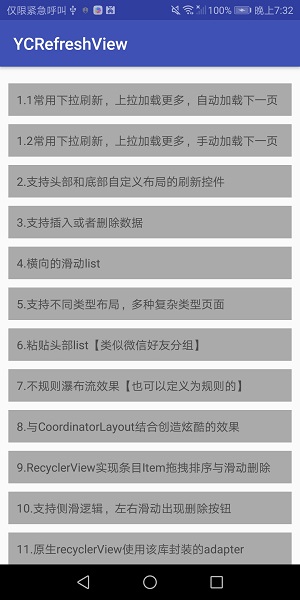 仅限紧急呼叫 100% 晚上7:32
YCRefreshView
1.1常用下拉刷新，上拉加载更多，自动加载下一页
1.2常用下拉刷新，上拉加载更多，手动加载下一页
2.支持头部和底部自定义布局的刷新控件
3.支持插入或者删除数据
4.横向的滑动list
5.支持不同类型布局，多种复杂类型页面
6.粘贴头部list【类似微信好友分组】
7.不规则瀑布流效果【也可以定义为规则的】
8.与CoordinatorLayout结合创造炫酷的效果
9.RecyclerView实现条目Item拖拽排序与滑动删除
10.支持侧滑逻辑，左右滑动出现删除按钮
11.原生recyclerView使用该库封装的adapter